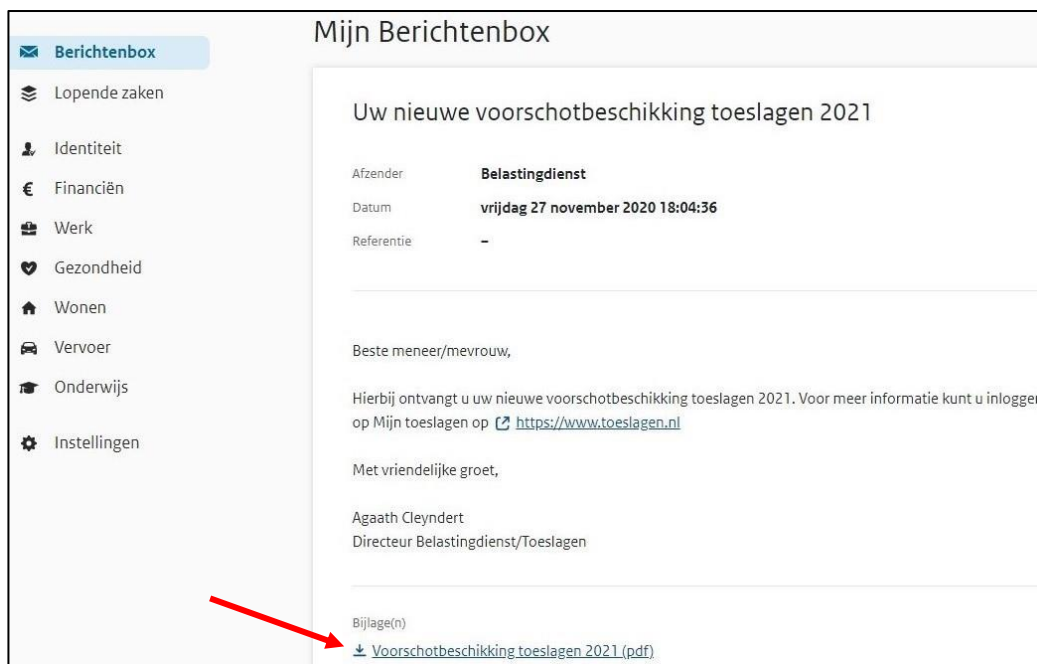 Mijn Berichtenbox
Berichtenbox
Lopende zaken
Identiteit
Financiën
Werk
Gezondheid
Wonen
Vervoer
Onderwijs
Instellingen
Uw nieuwe voorschotbeschikking toeslagen 2021
Afzender Belastingdienst
Datum vrijdag 27 november 2020 18:04:36
Referentie –
Beste meneer/mevrouw,
Hierbij ontvangt u uw nieuwe voorschotbeschikking toeslagen 2021. Voor meer informatie kunt u inlogge
op Mijn toeslagen op https://www.toeslagen.nl
Met vriendelijke groet,
Agaath Cleyndert
Directeur Belastingdienst/Toeslagen
Bijlage(n)
Voorschotbeschikking toeslagen 2021 (pdf)